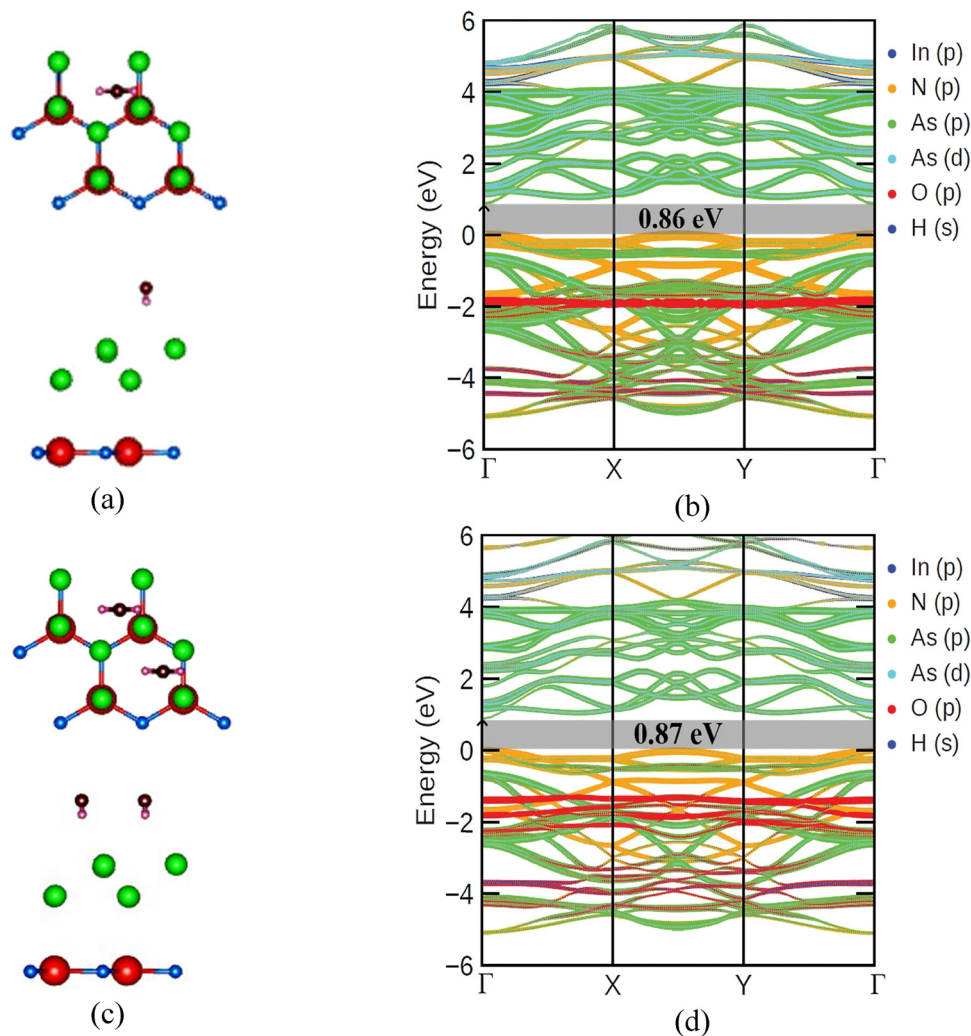 6
4
2
0
−2
−4
−6
Energy (eV)
0.86 eV
Γ X Y Γ
In (p)
N (p)
As (p)
As (d)
O (p)
H (s)
(a)
(b)
6
4
2
0
−2
−4
−6
Energy (eV)
0.87 eV
Γ X Y Γ
In (p)
N (p)
As (p)
As (d)
O (p)
H (s)
(c)
(d)